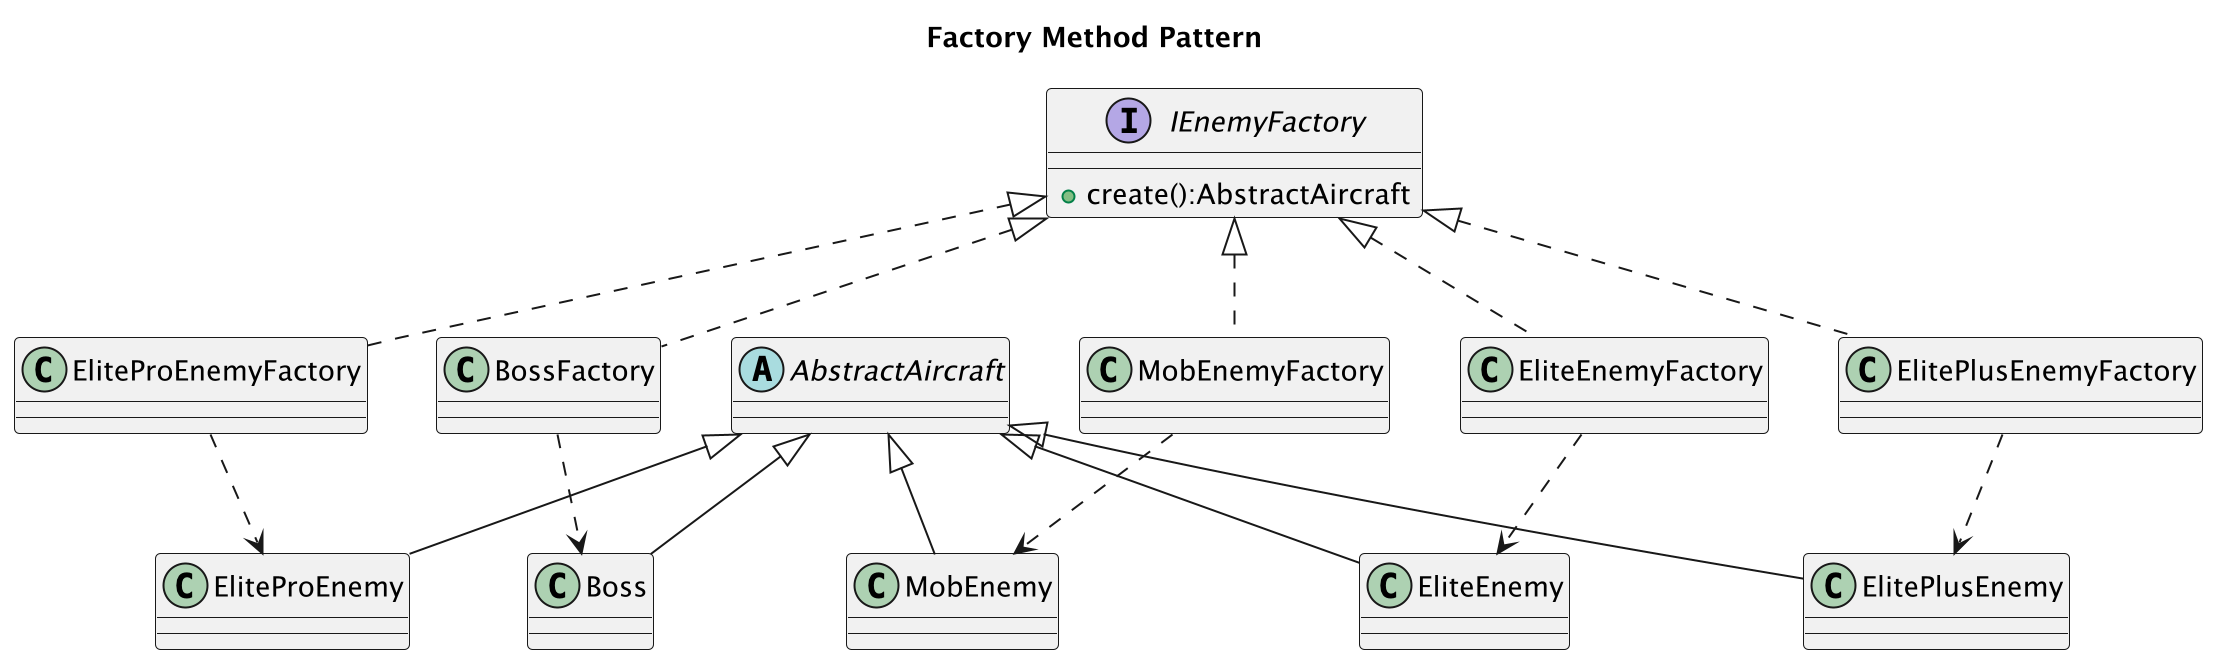 Factory Method Pattern
I IEnemyFactory
create():AbstractAircraft
C EliteProEnemyFactory
C BossFactory
A AbstractAircraft
C MobEnemyFactory
C EliteEnemyFactory
C ElitePlusEnemyFactory
C EliteProEnemy
C Boss
C MobEnemy
C EliteEnemy
C ElitePlusEnemy